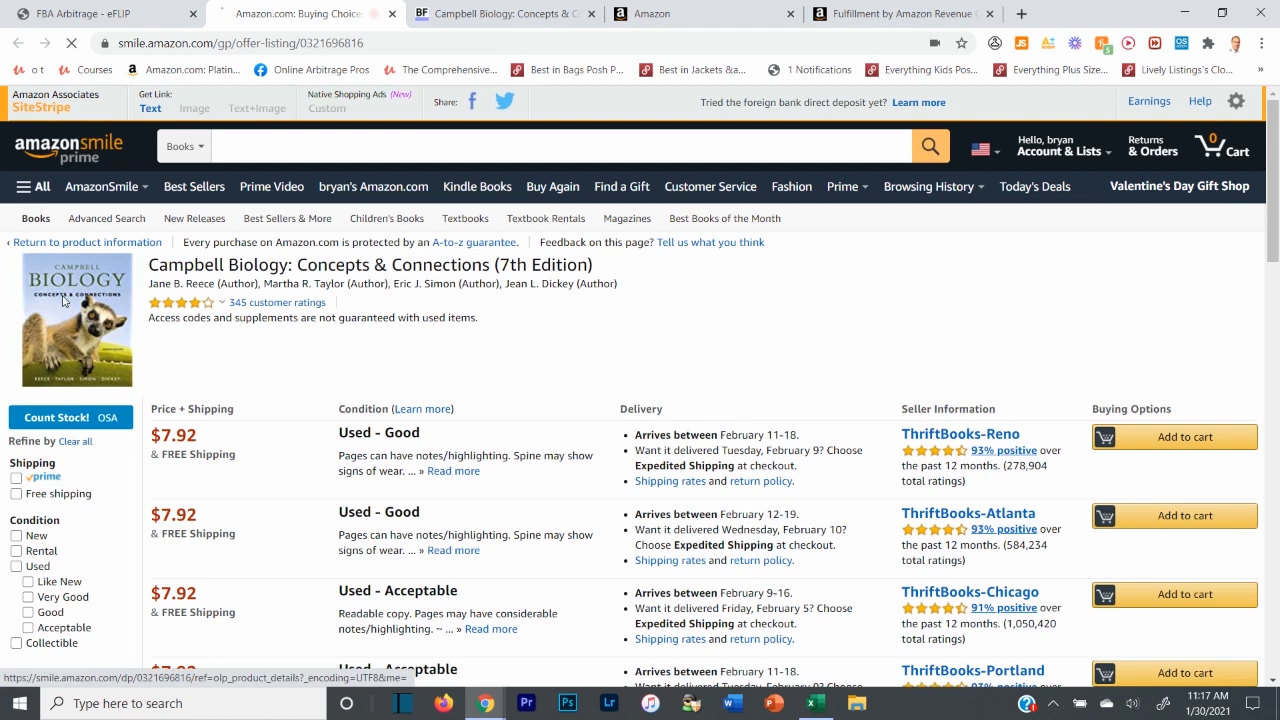 FBA Arbitrage - eFLIP
Amazon.com: Buying Choices
BF Campbell Biology: Concepts & C
Amazon
Fulfillment by Amazon Revenue C
smile.amazon.com/gp/offer-listing/0321696816
o t
Courses
Amazon.com: Platin...
Online Arbitrage Pros
The Comprehensive...
Best in Bags Posh P...
Best in Jackets &a...
1 Notifications
Everything Kids Pos...
Everything Plus Size...
Lively Listings's Clo...
»
Amazon Associates
SiteStripe
Get Link:
Text Image Text+Image
Native Shopping Ads (New)
Custom
Share:
Tried the foreign bank direct deposit yet? Learn more
Earnings Help
amazonsmile
prime
Books
Hello, bryan
Account & Lists
Returns
& Orders
0
Cart
All AmazonSmile Best Sellers Prime Video bryan's Amazon.com Kindle Books Buy Again Find a Gift Customer Service Fashion Prime Browsing History Today's Deals Valentine's Day Gift Shop
Books Advanced Search New Releases Best Sellers & More Children's Books Textbooks Textbook Rentals Magazines Best Books of the Month
‹ Return to product information Every purchase on Amazon.com is protected by an A-to-z guarantee. Feedback on this page? Tell us what you think
CAMPBELL
BIOLOGY
CONCEPTS & CONNECTIONS
REECE · TAYLOR · SIMON · DICKEY
Campbell Biology: Concepts & Connections (7th Edition)
Jane B. Reece (Author), Martha R. Taylor (Author), Eric J. Simon (Author), Jean L. Dickey (Author)
345 customer ratings
Access codes and supplements are not guaranteed with used items.
Count Stock! OSA
Refine by Clear all
Shipping
prime
Free shipping
Condition
New
Rental
Used
Like New
Very Good
Good
Acceptable
Collectible
Price + Shipping
Condition (Learn more)
Delivery
Seller Information
Buying Options
$7.92
& FREE Shipping
Used - Good
Pages can have notes/highlighting. Spine may show
signs of wear. ... » Read more
Arrives between February 11-18.
Want it delivered Tuesday, February 9? Choose
Expedited Shipping at checkout.
Shipping rates and return policy.
ThriftBooks-Reno
93% positive over
the past 12 months. (278,904
total ratings)
Add to cart
$7.92
& FREE Shipping
Used - Good
Pages can have notes/highlighting. Spine may show
signs of wear. ... » Read more
Arrives between February 12-19.
Want it delivered Wednesday, February 10?
Choose Expedited Shipping at checkout.
Shipping rates and return policy.
ThriftBooks-Atlanta
93% positive over
the past 12 months. (584,234
total ratings)
Add to cart
$7.92
& FREE Shipping
Used - Acceptable
Readable copy. Pages may have considerable
notes/highlighting. ~ ... » Read more
Arrives between February 9-16.
Want it delivered Friday, February 5? Choose
Expedited Shipping at checkout.
Shipping rates and return policy.
ThriftBooks-Chicago
91% positive over
the past 12 months. (1,050,420
total ratings)
Add to cart
$7.92
Used - Acceptable
Arrives between February 11-18.
ThriftBooks-Portland
93% positive over
Add to cart
https://smile.amazon.com/dp/0321696816/ref=olp_product_details?_encoding=UTF8&me=
Type here to search
11:17 AM
1/30/2021